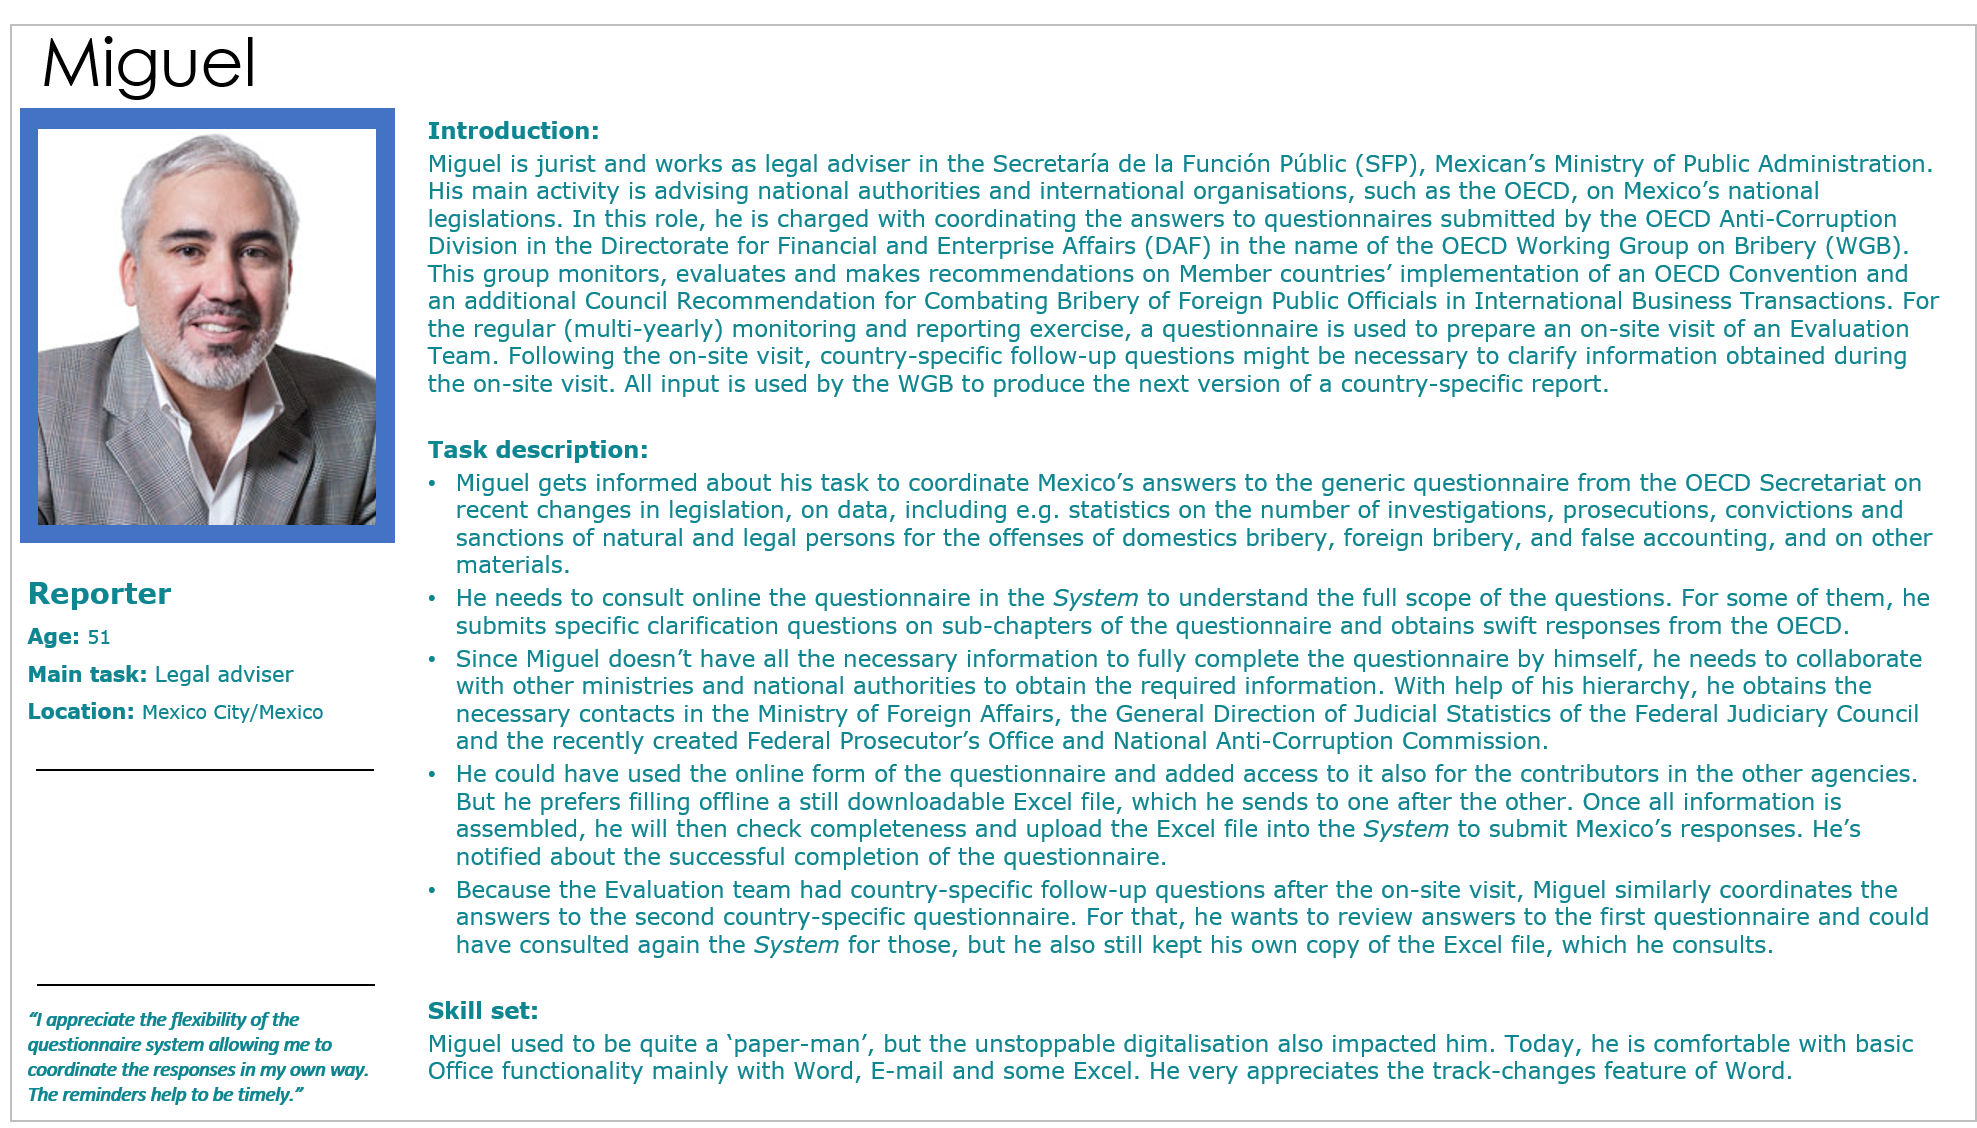 Miguel
Introduction:
Miguel is jurist and works as legal adviser in the Secretaría de la Función Públic (SFP), Mexican’s Ministry of Public Administration.
His main activity is advising national authorities and international organisations, such as the OECD, on Mexico’s national
legislations. In this role, he is charged with coordinating the answers to questionnaires submitted by the OECD Anti-Corruption
Division in the Directorate for Financial and Enterprise Affairs (DAF) in the name of the OECD Working Group on Bribery (WGB).
This group monitors, evaluates and makes recommendations on Member countries’ implementation of an OECD Convention and
an additional Council Recommendation for Combating Bribery of Foreign Public Officials in International Business Transactions. For
the regular (multi-yearly) monitoring and reporting exercise, a questionnaire is used to prepare an on-site visit of an Evaluation
Team. Following the on-site visit, country-specific follow-up questions might be necessary to clarify information obtained during
the on-site visit. All input is used by the WGB to produce the next version of a country-specific report.
Task description:
• Miguel gets informed about his task to coordinate Mexico’s answers to the generic questionnaire from the OECD Secretariat on
recent changes in legislation, on data, including e.g. statistics on the number of investigations, prosecutions, convictions and
sanctions of natural and legal persons for the offenses of domestics bribery, foreign bribery, and false accounting, and on other
materials.
• He needs to consult online the questionnaire in the System to understand the full scope of the questions. For some of them, he
submits specific clarification questions on sub-chapters of the questionnaire and obtains swift responses from the OECD.
• Since Miguel doesn’t have all the necessary information to fully complete the questionnaire by himself, he needs to collaborate
with other ministries and national authorities to obtain the required information. With help of his hierarchy, he obtains the
necessary contacts in the Ministry of Foreign Affairs, the General Direction of Judicial Statistics of the Federal Judiciary Council
and the recently created Federal Prosecutor’s Office and National Anti-Corruption Commission.
• He could have used the online form of the questionnaire and added access to it also for the contributors in the other agencies.
But he prefers filling offline a still downloadable Excel file, which he sends to one after the other. Once all information is
assembled, he will then check completeness and upload the Excel file into the System to submit Mexico’s responses. He’s
notified about the successful completion of the questionnaire.
• Because the Evaluation team had country-specific follow-up questions after the on-site visit, Miguel similarly coordinates the
answers to the second country-specific questionnaire. For that, he wants to review answers to the first questionnaire and could
have consulted again the System for those, but he also still kept his own copy of the Excel file, which he consults.
Skill set:
Miguel used to be quite a ‘paper-man’, but the unstoppable digitalisation also impacted him. Today, he is comfortable with basic
Office functionality mainly with Word, E-mail and some Excel. He very appreciates the track-changes feature of Word.
Reporter
Age: 51
Main task: Legal adviser
Location: Mexico City/Mexico
“I appreciate the flexibility of the
questionnaire system allowing me to
coordinate the responses in my own way.
The reminders help to be timely.”